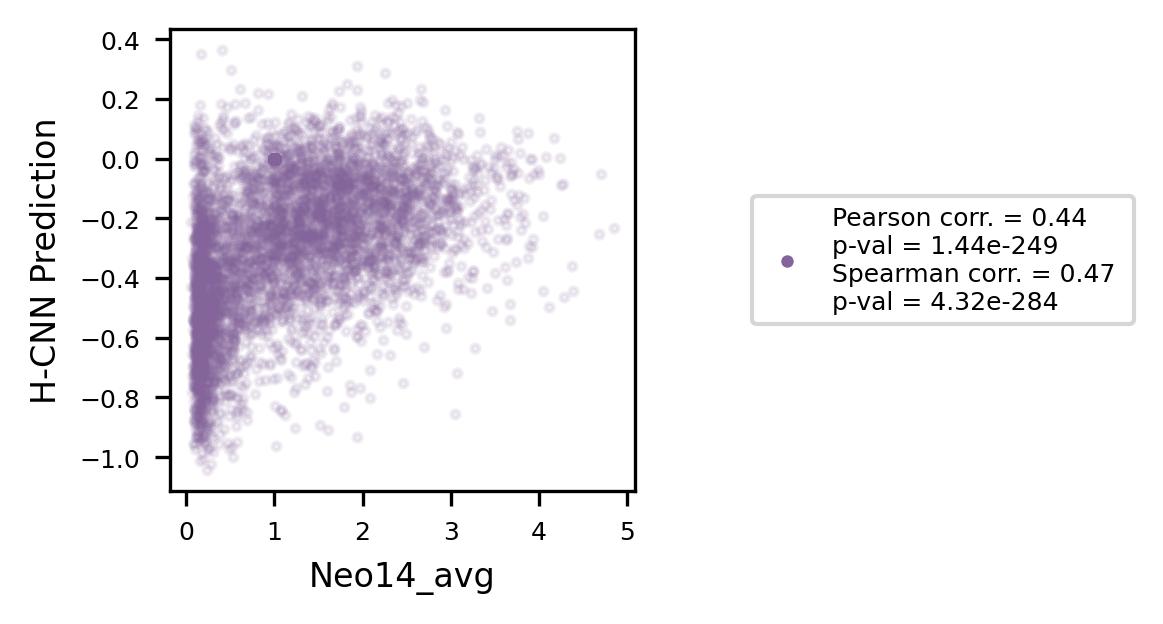 0.4
0.2
0.0
−0.2
−0.4
−0.6
−0.8
−1.0
H-CNN Prediction
0
1
2
3
4
5
Neo14_avg
Pearson corr. = 0.44
p-val = 1.44e-249
Spearman corr. = 0.47
p-val = 4.32e-284